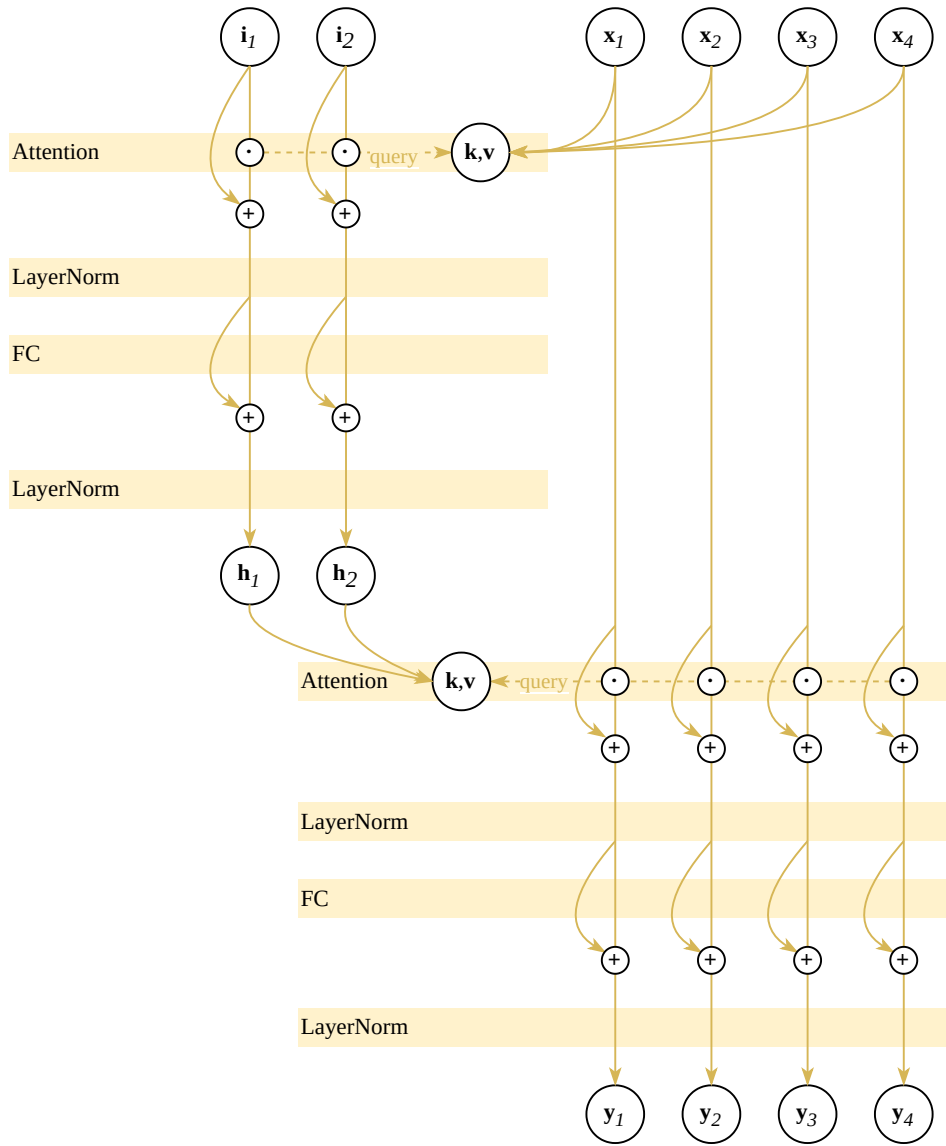 i1 i2 x1 x2 x3 x4
Attention query k,v
+ +
LayerNorm
FC
+ +
LayerNorm
h1 h2
Attention k,v query
+ + + +
LayerNorm
FC
+ + + +
LayerNorm
y1 y2 y3 y4